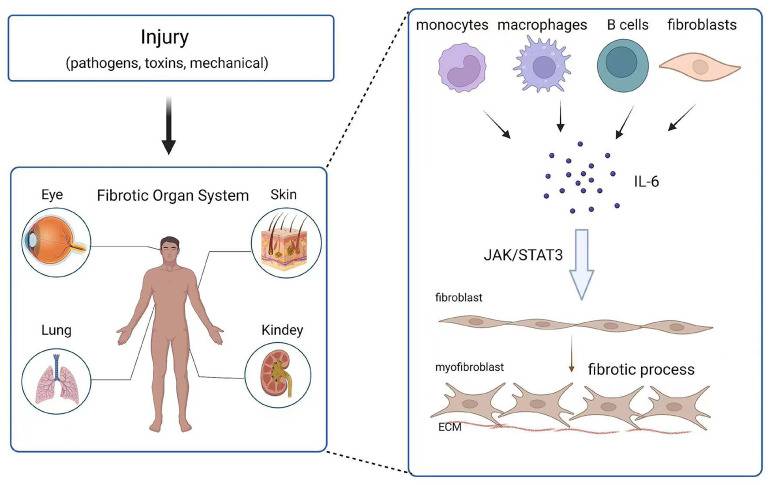 Injury
(pathogens, toxins, mechanical)
Eye
Fibrotic Organ System
Skin
Lung
Kindey
monocytes
macrophages
B cells
fibroblasts
IL-6
JAK/STAT3
fibroblast
myofibroblast
fibrotic process
ECM